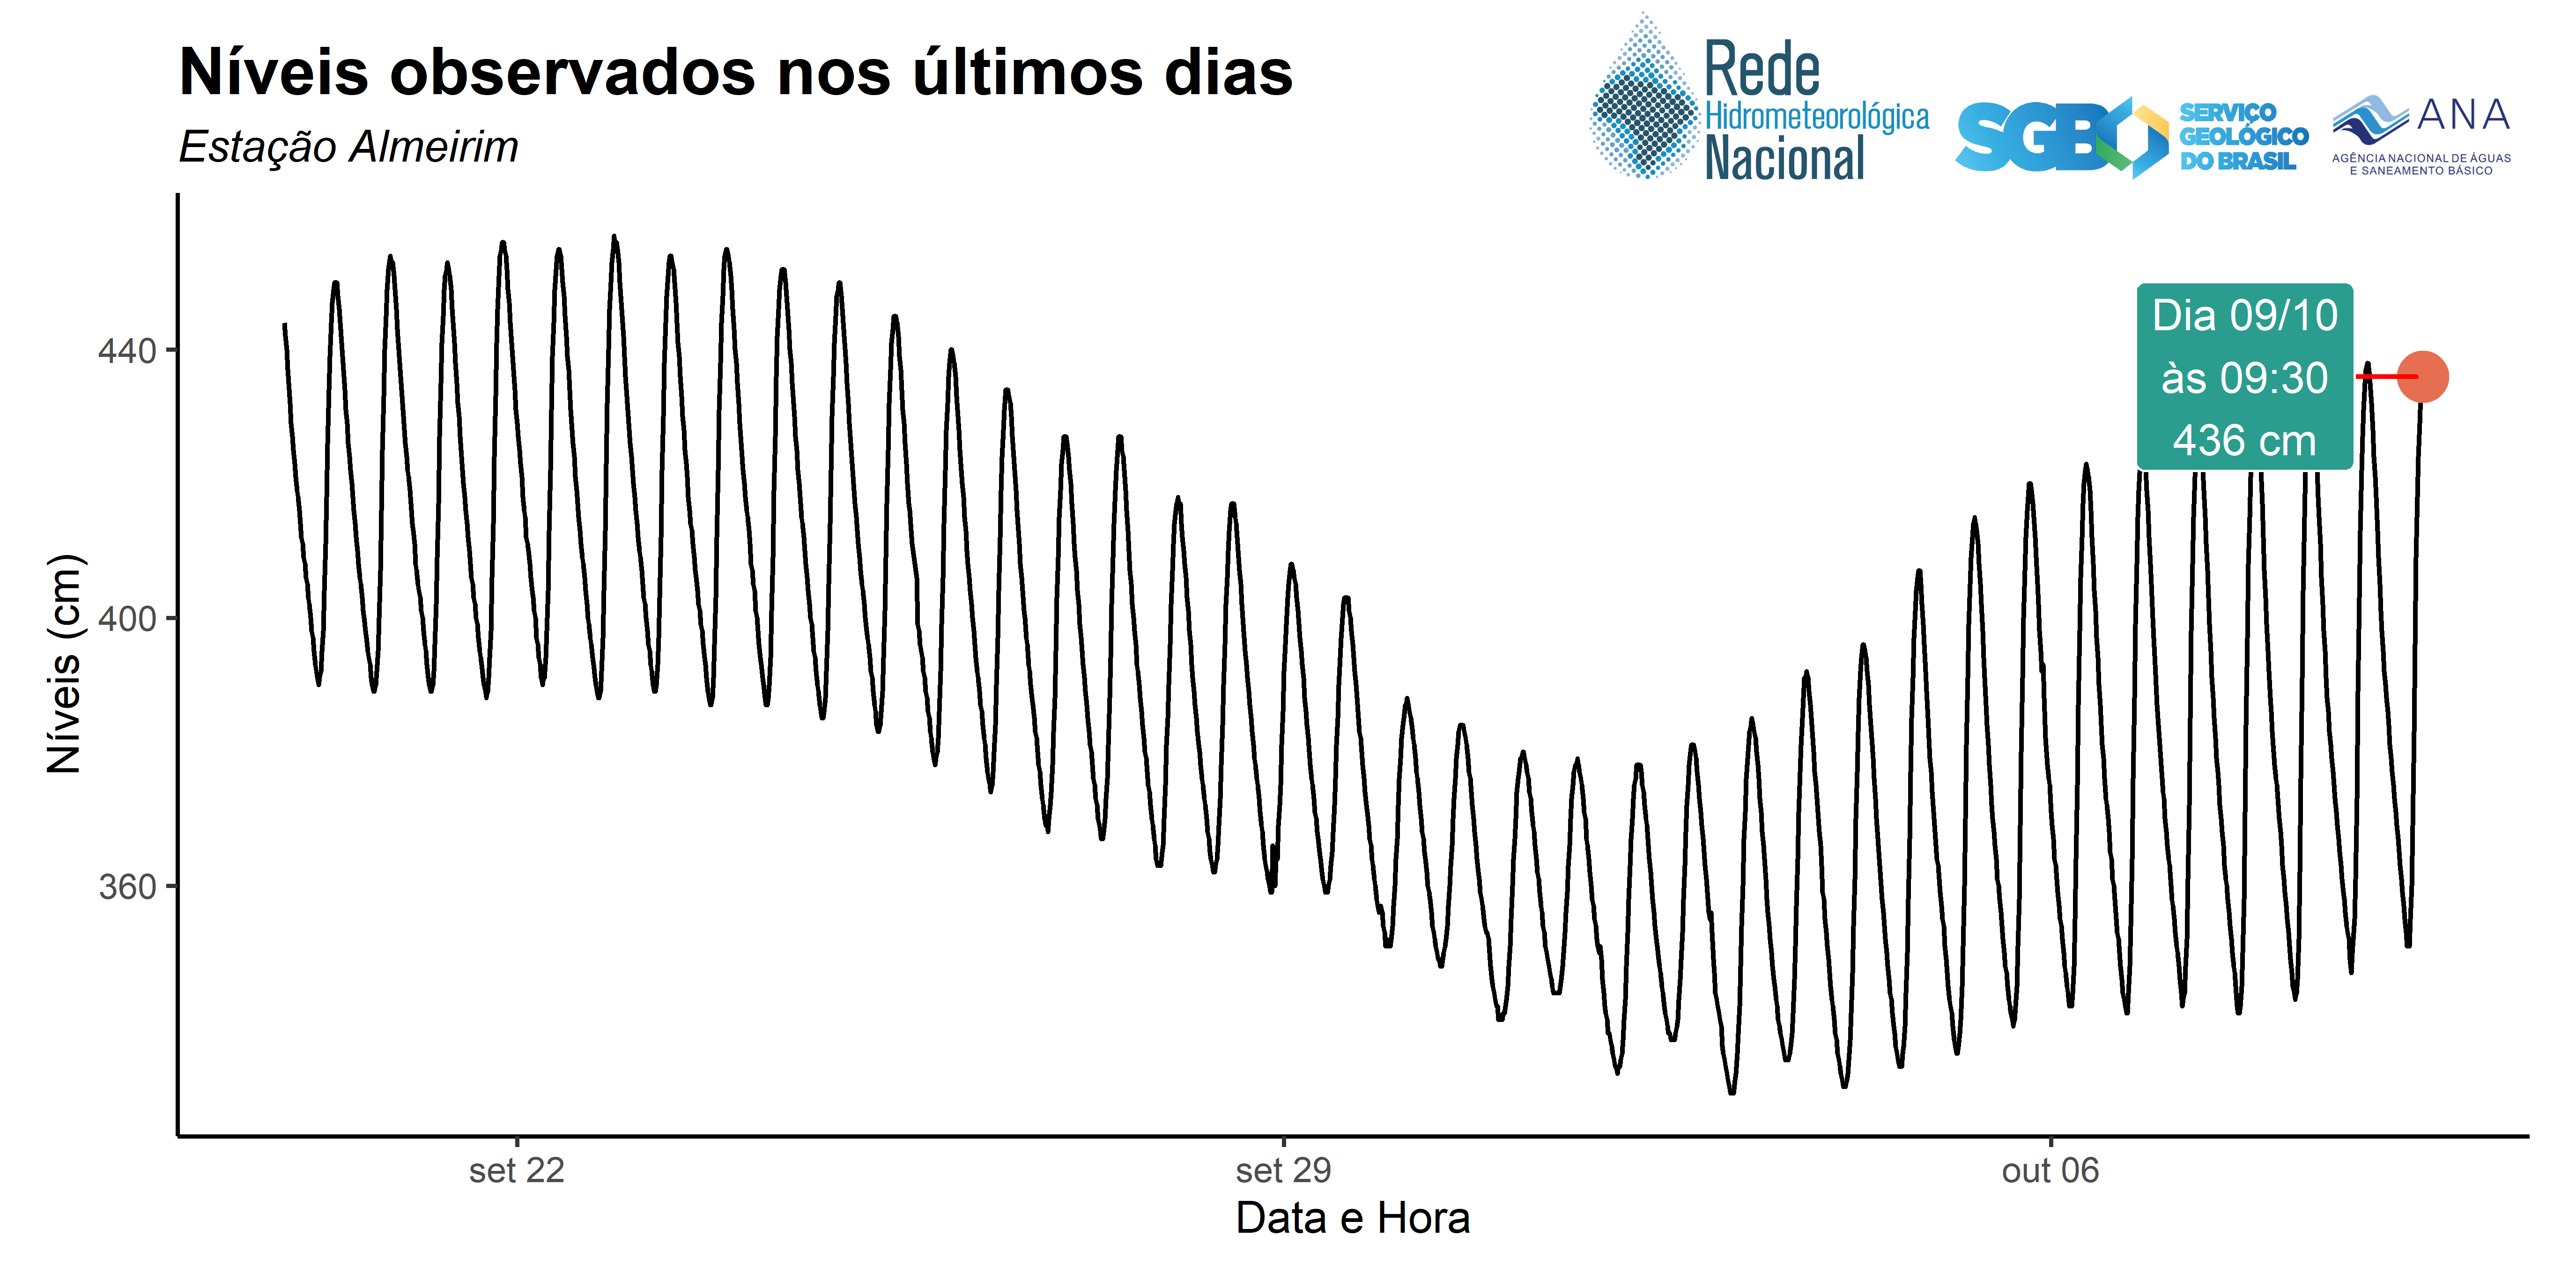 Níveis observados nos últimos dias
Estação Almeirim
Rede
Hidrometeorológica
Nacional
SGB
SERVIÇO
GEOLÓGICO
DO BRASIL
ANA
AGÊNCIA NACIONAL DE ÁGUAS
E SANEAMENTO BÁSICO
Níveis (cm)
440
400
360
Dia 09/10
às 09:30
436 cm
set 22
set 29
out 06
Data e Hora